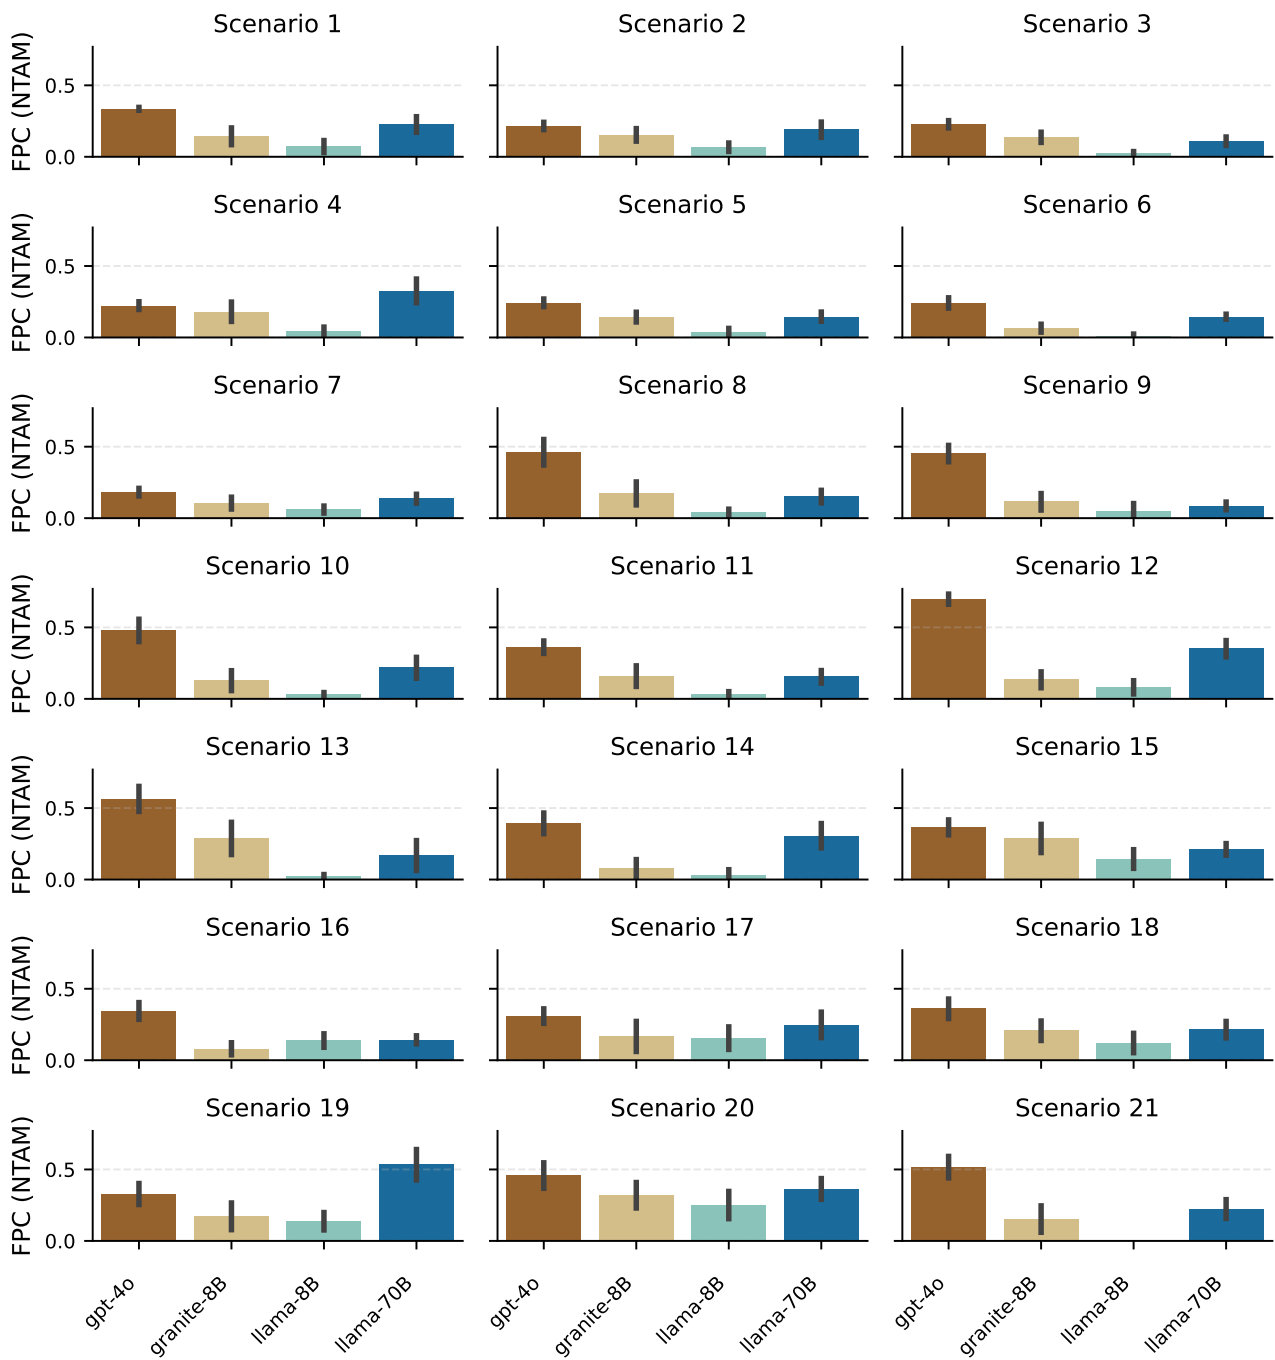 Scenario 1
Scenario 2
Scenario 3
FPC (NTAM)
0.5
0.0
Scenario 4
Scenario 5
Scenario 6
FPC (NTAM)
0.5
0.0
Scenario 7
Scenario 8
Scenario 9
FPC (NTAM)
0.5
0.0
Scenario 10
Scenario 11
Scenario 12
FPC (NTAM)
0.5
0.0
Scenario 13
Scenario 14
Scenario 15
FPC (NTAM)
0.5
0.0
Scenario 16
Scenario 17
Scenario 18
FPC (NTAM)
0.5
0.0
Scenario 19
Scenario 20
Scenario 21
FPC (NTAM)
0.5
0.0
gpt-4o
granite-8B
llama-8B
llama-70B
gpt-4o
granite-8B
llama-8B
llama-70B
gpt-4o
granite-8B
llama-8B
llama-70B